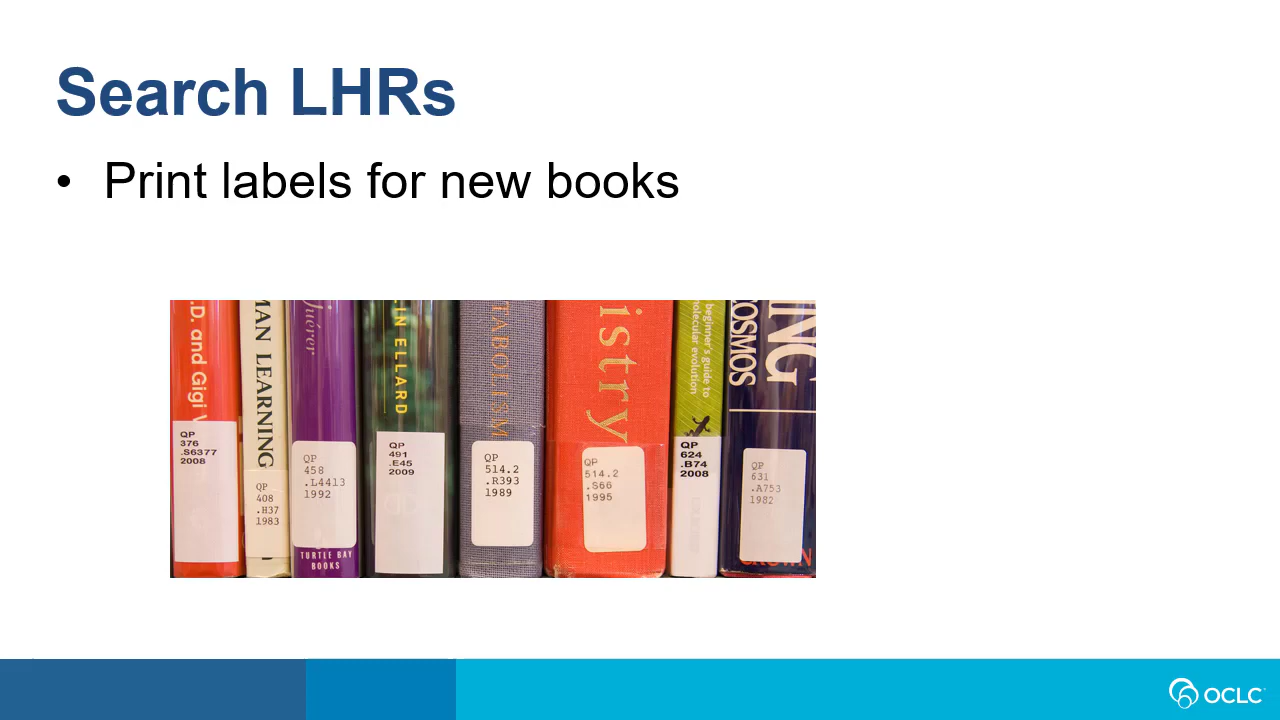 Search LHRs
• Print labels for new books
.D. and Gigi
MAN LEARNING
IN ELLARD
TABOLISM
istry
beginner's guide to
molecular evolution
OSMOS
ING
QP
376
.S6377
2008
QP
408
.H37
1983
QP
458
.L4413
1992
TURTLE BAY
BOOKS
QP
491
.E45
2009
QP
514.2
.R393
1989
QP
514.2
.S66
1995
QP
624
.B74
2008
QP
631
.A753
1982
OCLC